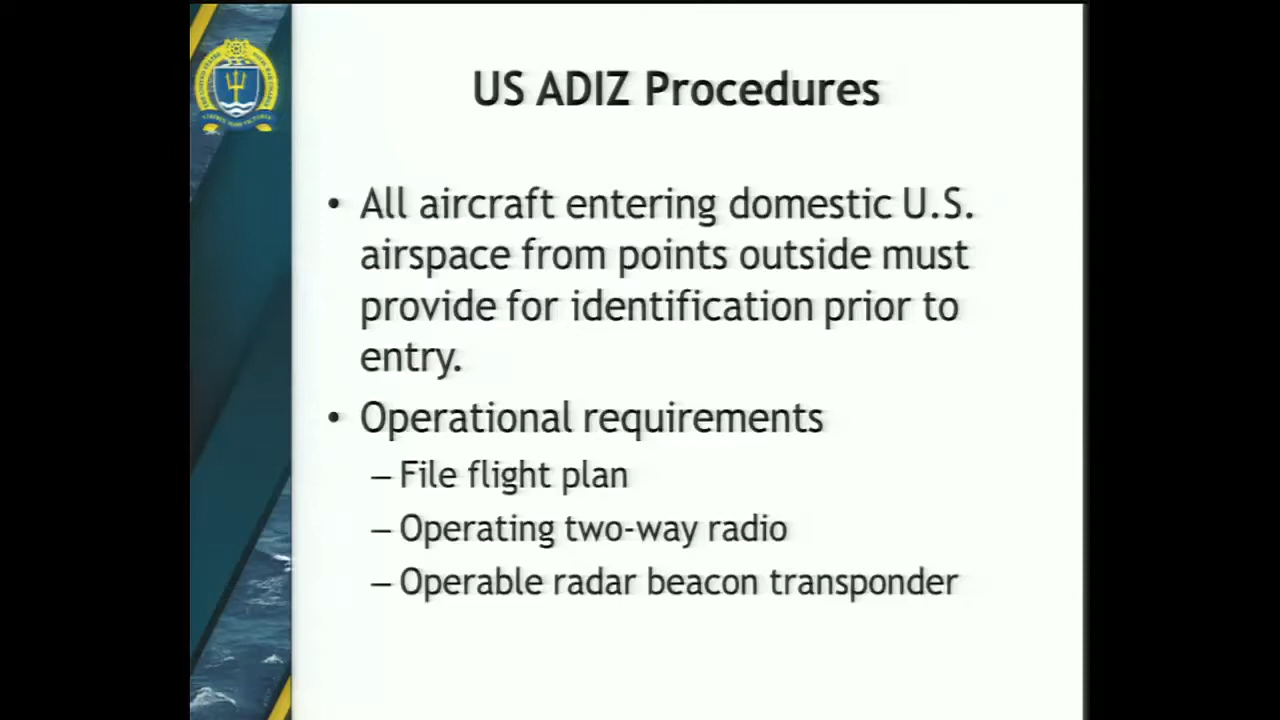 US ADIZ Procedures
• All aircraft entering domestic U.S.
airspace from points outside must
provide for identification prior to
entry.
• Operational requirements
– File flight plan
– Operating two-way radio
– Operable radar beacon transponder